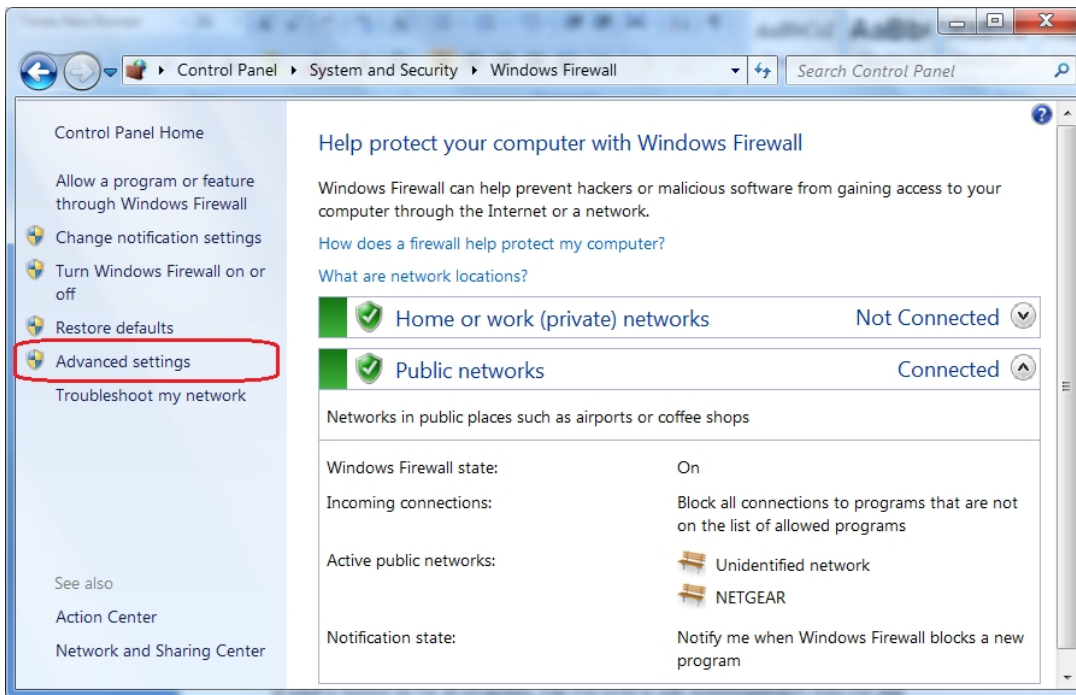 Control Panel
System and Security
Windows Firewall
Search Control Panel
Control Panel Home
Allow a program or feature
through Windows Firewall
Change notification settings
Turn Windows Firewall on or
off
Restore defaults
Advanced settings
Troubleshoot my network
See also
Action Center
Network and Sharing Center
Help protect your computer with Windows Firewall
Windows Firewall can help prevent hackers or malicious software from gaining access to your
computer through the Internet or a network.
How does a firewall help protect my computer?
What are network locations?
Home or work (private) networks Not Connected
Public networks Connected
Networks in public places such as airports or coffee shops
Windows Firewall state: On
Incoming connections: Block all connections to programs that are not
on the list of allowed programs
Active public networks: Unidentified network
NETGEAR
Notification state: Notify me when Windows Firewall blocks a new
program